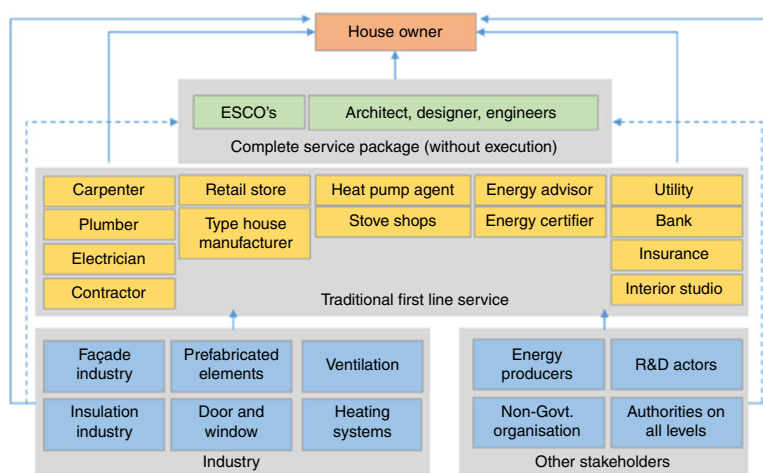 House owner
ESCO's
Architect, designer, engineers
Complete service package (without execution)
Carpenter
Plumber
Electrician
Contractor
Retail store
Type house
manufacturer
Heat pump agent
Stove shops
Energy advisor
Energy certifier
Utility
Bank
Insurance
Interior studio
Traditional first line service
Façade
industry
Prefabricated
elements
Ventilation
Insulation
industry
Door and
window
Heating
systems
Industry
Energy
producers
R&D actors
Non-Govt.
organisation
Authorities on
all levels
Other stakeholders